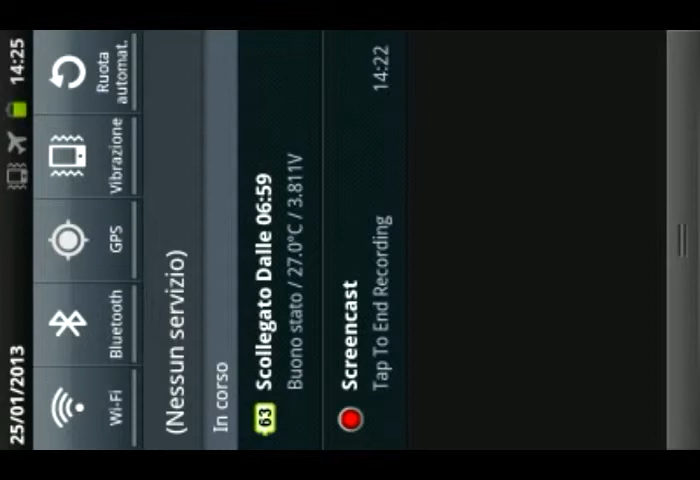 25/01/2013
14:25
Wi-Fi
Bluetooth
GPS
Vibrazione
Ruota
automat.
(Nessun servizio)
In corso
63
Scollegato Dalle 06:59
Buono stato / 27.0°C / 3.811V
Screencast
Tap To End Recording
14:22